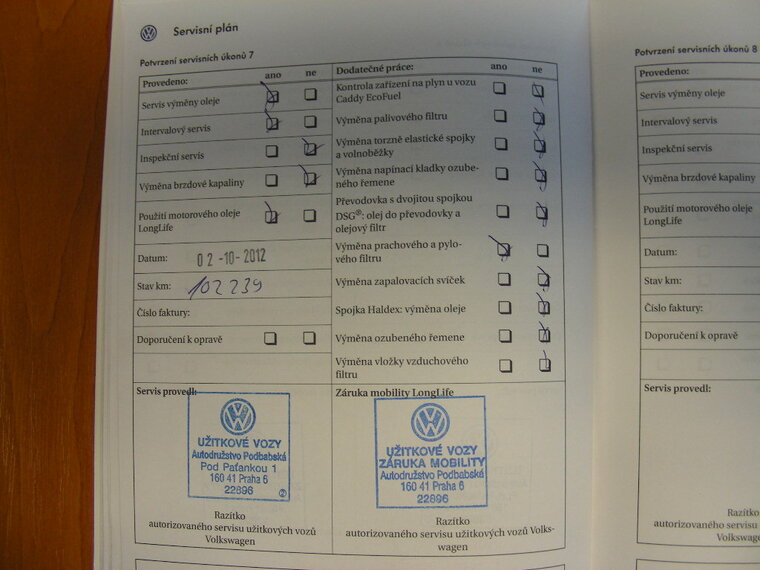 Servisní plán
Potvrzení servisních úkonů 7
Provedeno: ano ne
Servis výměny oleje
Intervalový servis
Inspekční servis
Výměna brzdové kapaliny
Použití motorového oleje
LongLife
Datum: 02-10-2012
Stav km: 102239
Číslo faktury:
Doporučení k opravě
Dodatečné práce: ano ne
Kontrola zařízení na plyn u vozu
Caddy EcoFuel
Výměna palivového filtru
Výměna torzně elastické spojky
a volnoběžky
Výměna napínací kladky ozube-
ného řemene
Převodovka s dvojitou spojkou
DSG®: olej do převodovky a
olejový filtr
Výměna prachového a pylo-
vého filtru
Výměna zapalovacích svíček
Spojka Haldex: výměna oleje
Výměna ozubeného řemene
Výměna vložky vzduchového
filtru
Servis provedl:
UŽITKOVÉ VOZY
Autodružstvo Podbabská
Pod Paťankou 1
160 41 Praha 6
22896 2
Razítko
autorizovaného servisu užitkových vozů
Volkswagen
Záruka mobility LongLife
UŽITKOVÉ VOZY
ZÁRUKA MOBILITY
Autodružstvo Podbabská
160 41 Praha 6
22896
Razítko
autorizovaného servisu užitkových vozů Volks-
wagen
Potvrzení servisních úkonů 8
Provedeno:
Servis výměny oleje
Intervalový servis
Inspekční servis
Výměna brzdové kapaliny
Použití motorového oleje
LongLife
Datum:
Stav km:
Číslo faktury:
Doporučení k opravě
Servis provedl:
autorizovaného servisu
Volkswagen